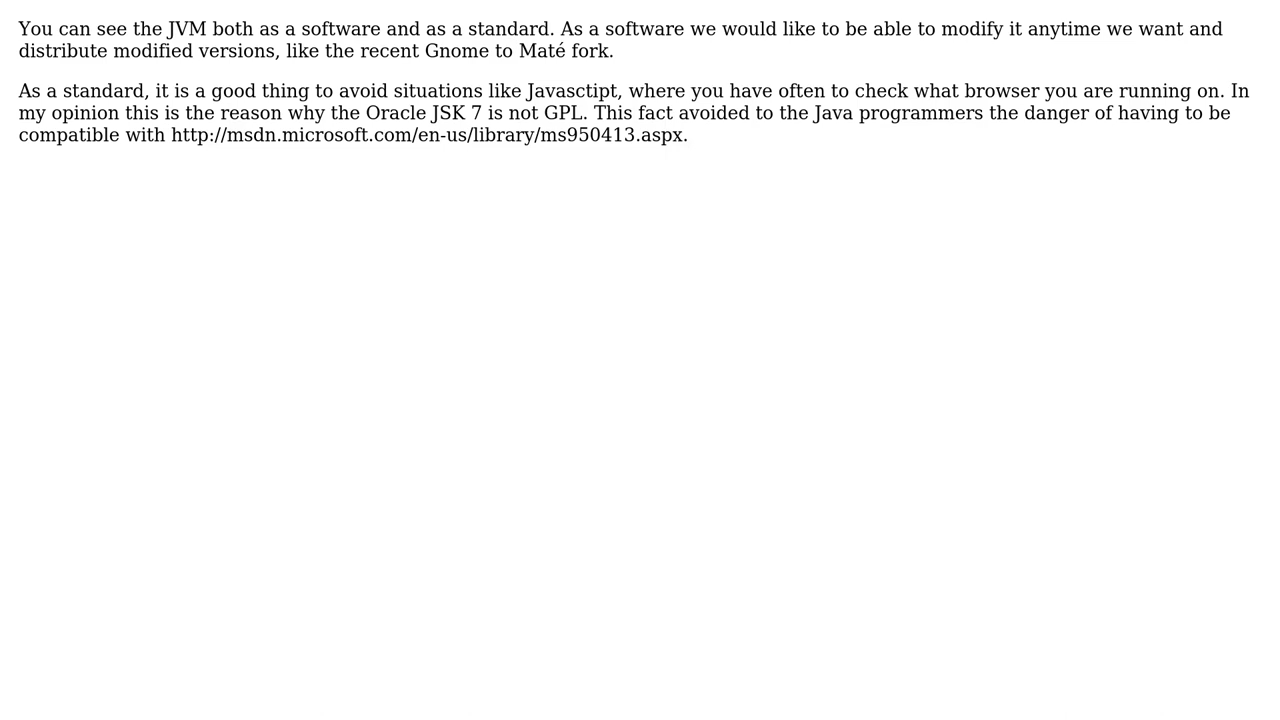 You can see the JVM both as a software and as a standard. As a software we would like to be able to modify it anytime we want and
distribute modified versions, like the recent Gnome to Maté fork.
As a standard, it is a good thing to avoid situations like Javasctipt, where you have often to check what browser you are running on. In
my opinion this is the reason why the Oracle JSK 7 is not GPL. This fact avoided to the Java programmers the danger of having to be
compatible with http://msdn.microsoft.com/en-us/library/ms950413.aspx.